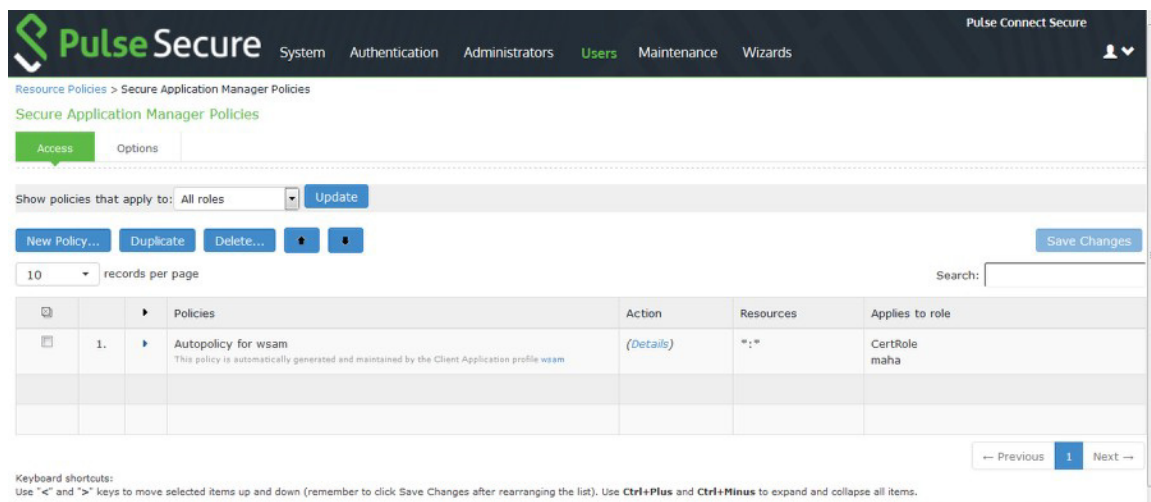 Pulse Connect Secure
Pulse Secure
System Authentication Administrators Users Maintenance Wizards
Resource Policies > Secure Application Manager Policies
Secure Application Manager Policies
Access Options
Show policies that apply to: All roles Update
New Policy... Duplicate Delete... Save Changes
10 records per page Search:
Policies Action Resources Applies to role
1. Autopolicy for wsam (Details) *:* CertRole
This policy is automatically generated and maintained by the Client Application profile wsam maha
← Previous 1 Next →
Keyboard shortcuts:
Use "<" and ">" keys to move selected items up and down (remember to click Save Changes after rearranging the list). Use Ctrl+Plus and Ctrl+Minus to expand and collapse all items.